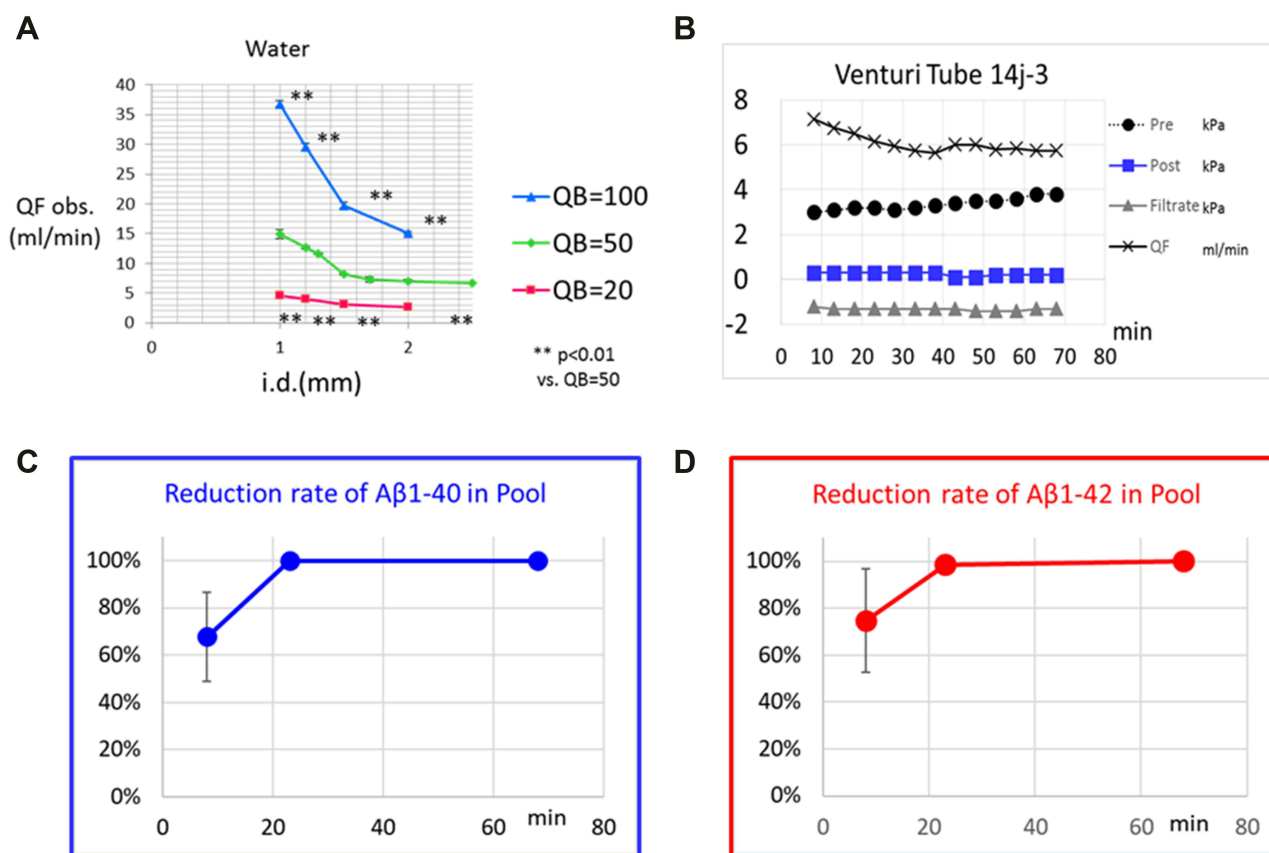 A
Water
40
35
30
25
20
15
10
5
0
QF obs.
(ml/min)
**
**
**
**
**
**
**
**
0
1
2
i.d.(mm)
QB=100
QB=50
QB=20
** p<0.01
vs. QB=50
B
Venturi Tube 14j-3
8
6
4
2
0
-2
0 10 20 30 40 50 60 70 80
min
Pre kPa
Post kPa
Filtrate kPa
QF ml/min
C
Reduction rate of Aβ1-40 in Pool
100%
80%
60%
40%
20%
0%
0 20 40 60 min 80
D
Reduction rate of Aβ1-42 in Pool
100%
80%
60%
40%
20%
0%
0 20 40 60 min 80